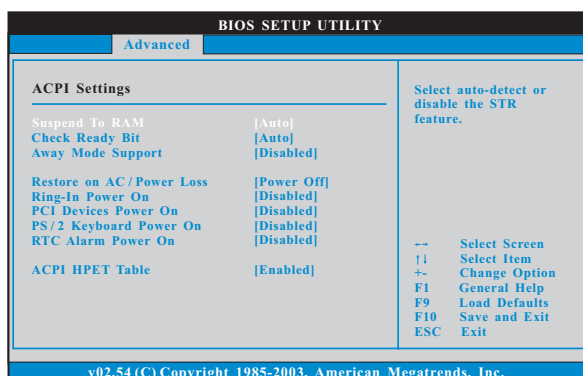 BIOS SETUP UTILITY
Advanced
ACPI Settings
Suspend To RAM [Auto]
Check Ready Bit [Auto]
Away Mode Support [Disabled]
Restore on AC / Power Loss [Power Off]
Ring-In Power On [Disabled]
PCI Devices Power On [Disabled]
PS / 2 Keyboard Power On [Disabled]
RTC Alarm Power On [Disabled]
ACPI HPET Table [Enabled]
Select auto-detect or
disable the STR
feature.
←→ Select Screen
↑↓ Select Item
+- Change Option
F1 General Help
F9 Load Defaults
F10 Save and Exit
ESC Exit
v02.54 (C) Copyright 1985-2003, American Megatrends, Inc.